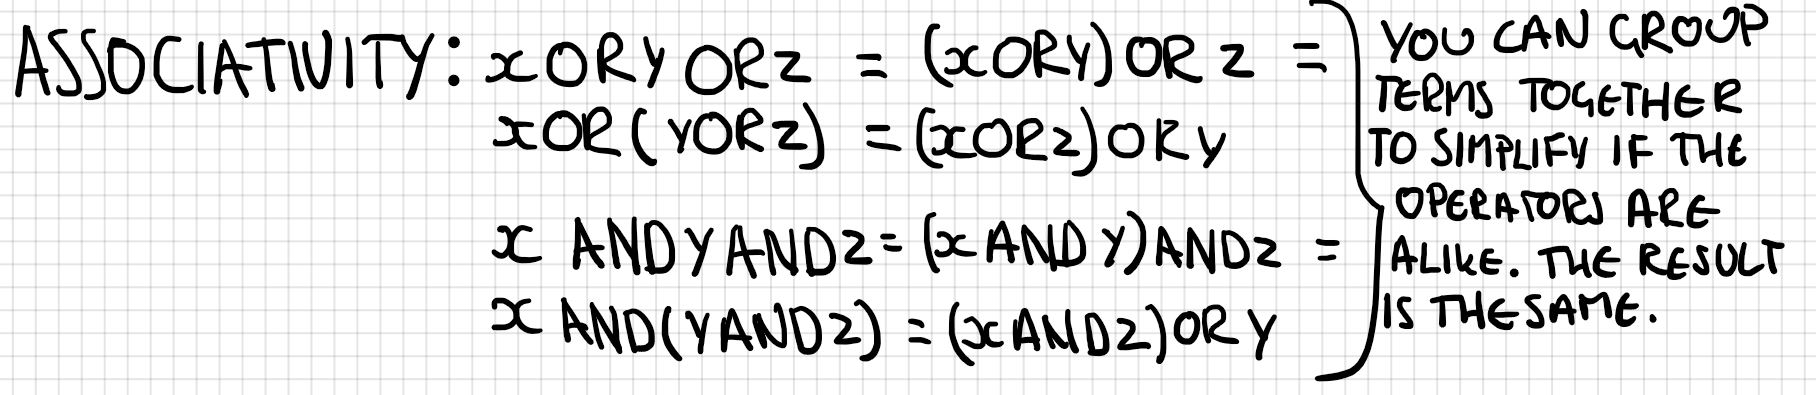 ASSOCIATIVITY: x OR Y OR Z = (x OR Y) OR Z =
x OR (Y OR Z) = (x OR Z) OR Y
x AND Y AND Z = (x AND Y) AND Z =
x AND (Y AND Z) = (x AND Z) OR Y
YOU CAN GROUP
TERMS TOGETHER
TO SIMPLIFY IF THE
OPERATORS ARE
ALIKE. THE RESULT
IS THE SAME.